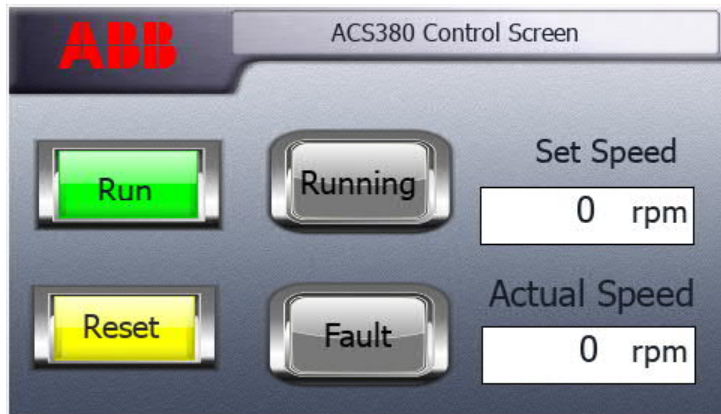 ABB
ACS380 Control Screen
Run
Running
Set Speed
0 rpm
Reset
Fault
Actual Speed
0 rpm